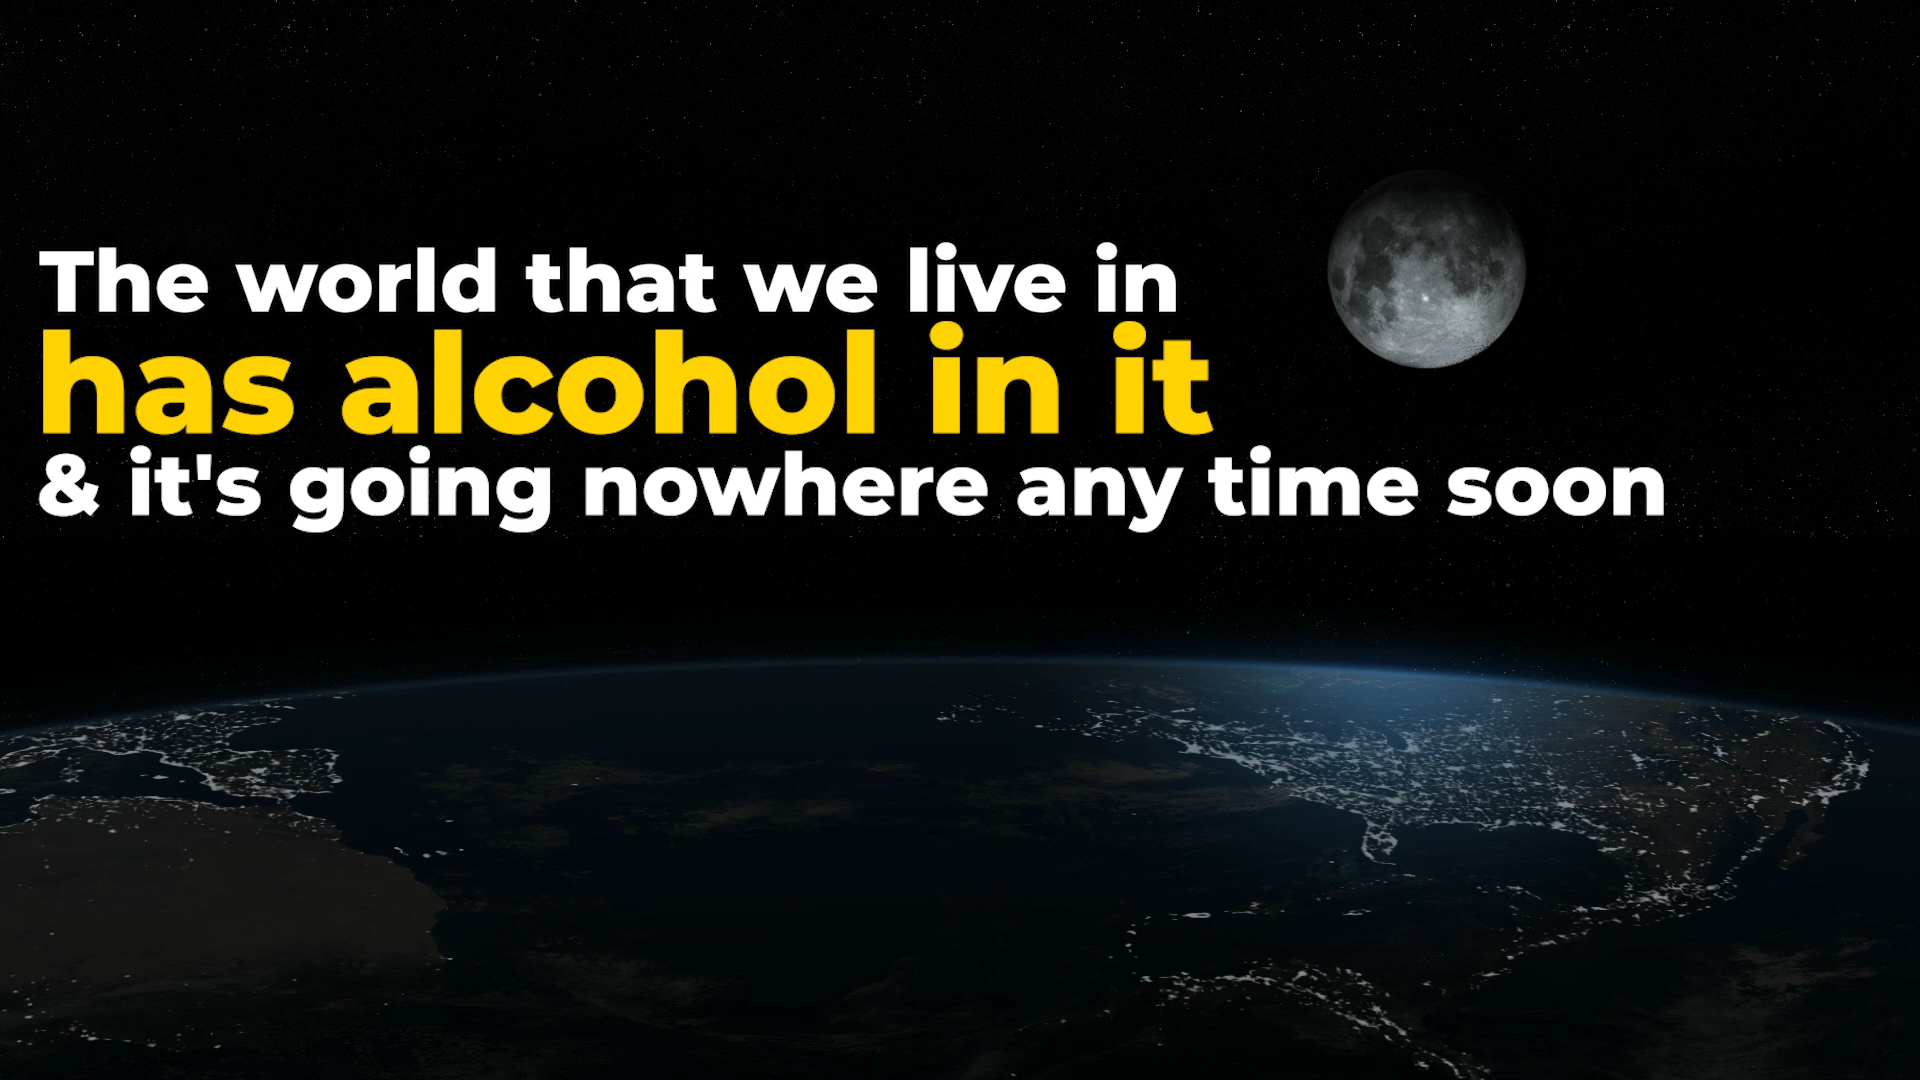 The world that we live in
has alcohol in it
& it's going nowhere any time soon